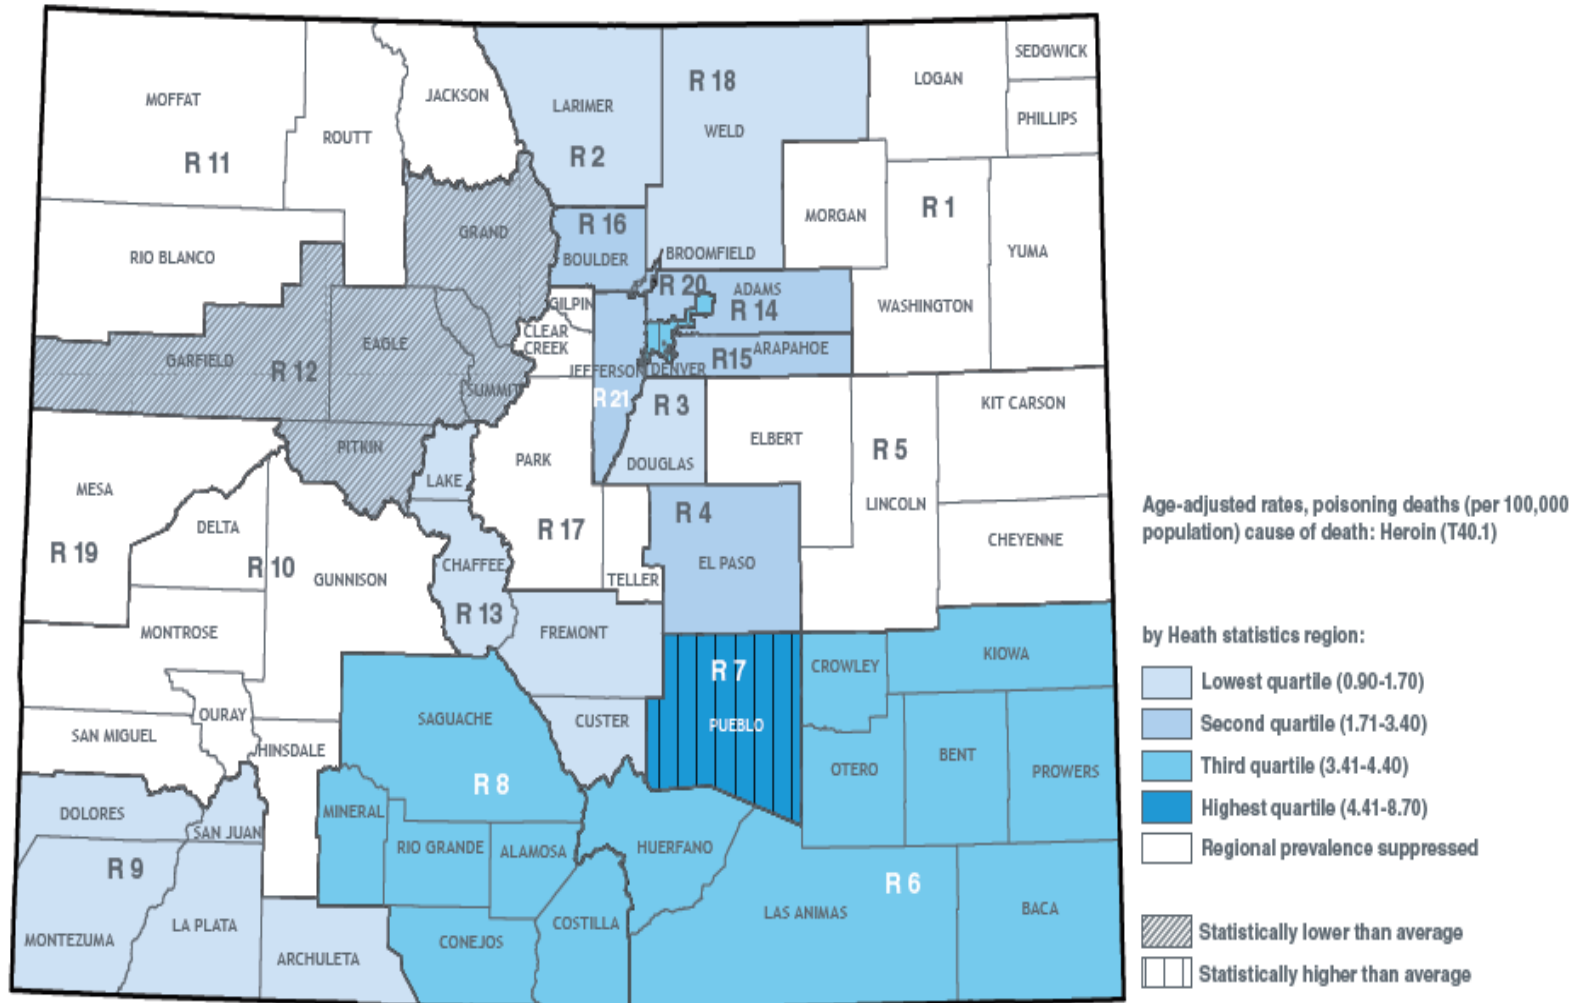 SEDGWICK
LOGAN
R 18
MOFFAT
JACKSON
LARIMER
PHILLIPS
WELD
ROUTT
R 11
R 2
R 1
MORGAN
R 16
GRAND
YUMA
RIO BLANCO
BOULDER
BROOMFIELD
R 20
ADAMS
GILPIN
R 14
WASHINGTON
CLEAR
CREEK
EAGLE
GARFIELD
R 12
ARAPAHOE
R15
JEFFERSON
DENVER
SUMMIT
R 21
R 3
KIT CARSON
ELBERT
PITKIN
R 5
PARK
DOUGLAS
LAKE
MESA
LINCOLN
R 4
DELTA
R 17
CHEYENNE
R 19
R 10
CHAFFEE
EL PASO
GUNNISON
TELLER
R 13
MONTROSE
FREMONT
KIOWA
CROWLEY
R 7
OURAY
SAGUACHE
CUSTER
PUEBLO
SAN MIGUEL
HINSDALE
BENT
OTERO
PROWERS
R 8
DOLORES
MINERAL
SAN JUAN
RIO GRANDE
ALAMOSA
HUERFANO
R 9
R 6
LAS ANIMAS
BACA
COSTILLA
LA PLATA
MONTEZUMA
CONEJOS
ARCHULETA
Age-adjusted rates, poisoning deaths (per 100,000
population) cause of death: Heroin (T40.1)
by Heath statistics region:
Lowest quartile (0.90-1.70)
Second quartile (1.71-3.40)
Third quartile (3.41-4.40)
Highest quartile (4.41-8.70)
Regional prevalence suppressed
Statistically lower than average
Statistically higher than average